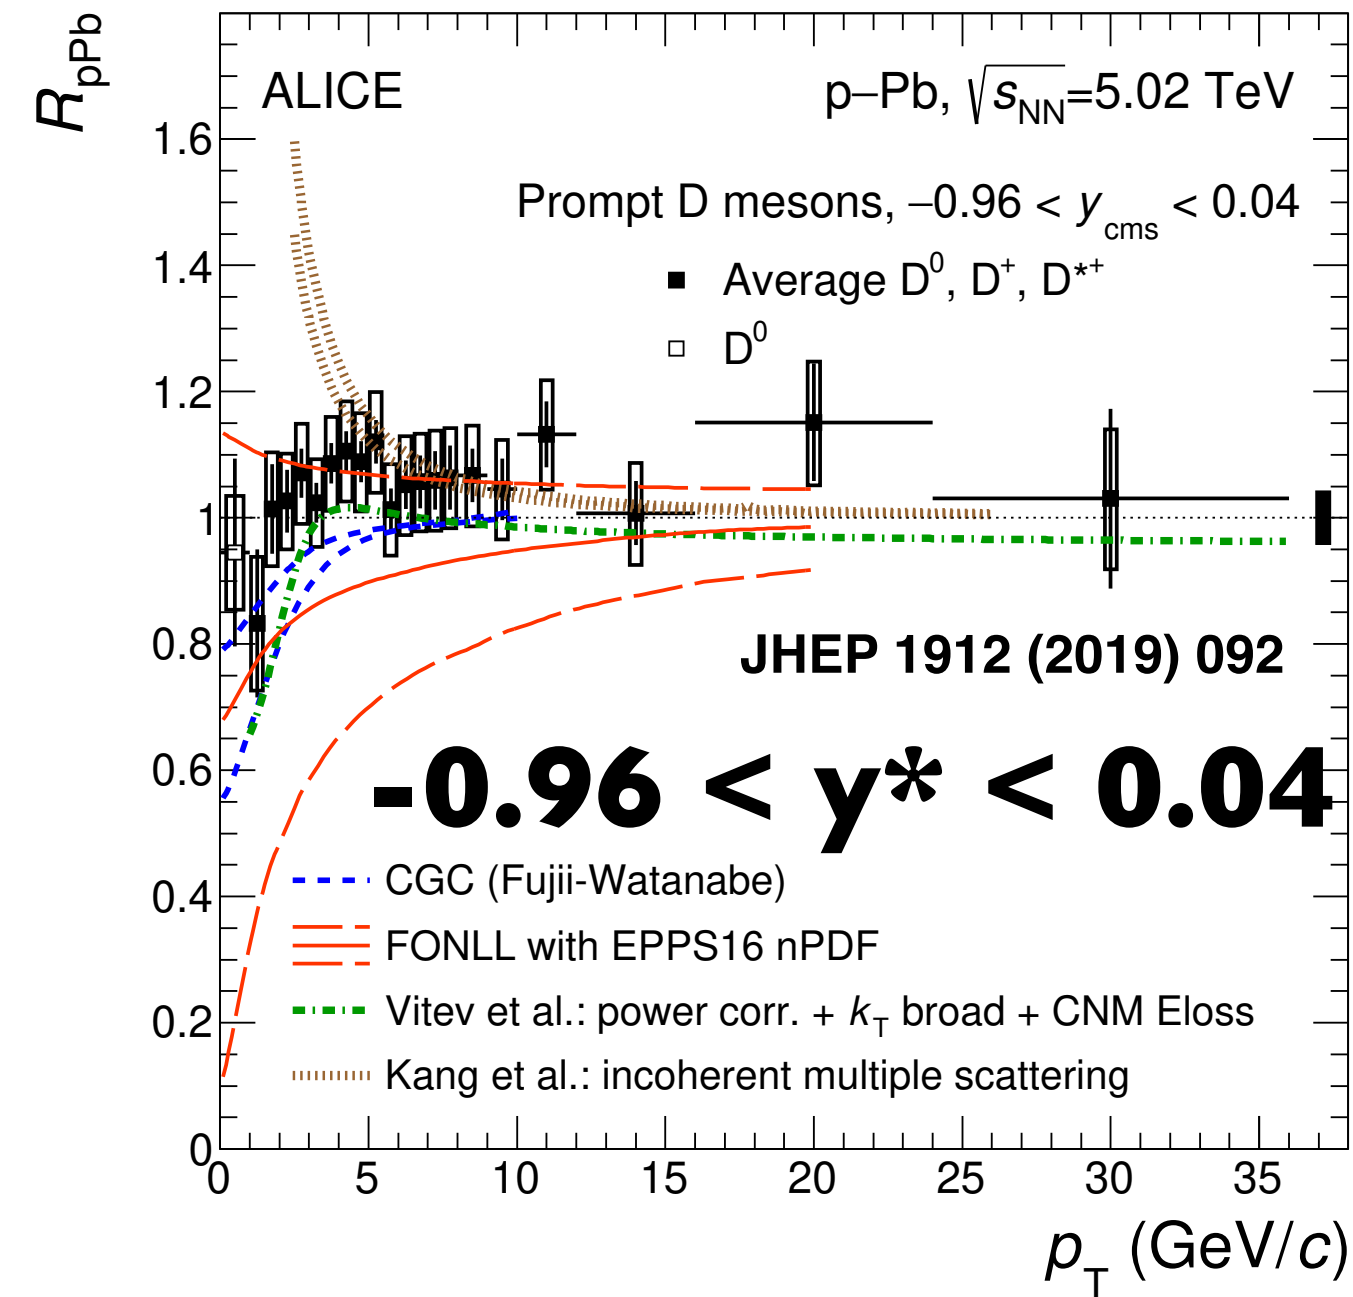 R_pPb
ALICE
p–Pb, √s_NN=5.02 TeV
Prompt D mesons, –0.96 < y_cms < 0.04
Average D⁰, D⁺, D*⁺
D⁰
1.6
1.4
1.2
1
0.8
0.6
0.4
0.2
0
JHEP 1912 (2019) 092
-0.96 < y* < 0.04
CGC (Fujii-Watanabe)
FONLL with EPPS16 nPDF
Vitev et al.: power corr. + k_T broad + CNM Eloss
Kang et al.: incoherent multiple scattering
0 5 10 15 20 25 30 35
p_T (GeV/c)